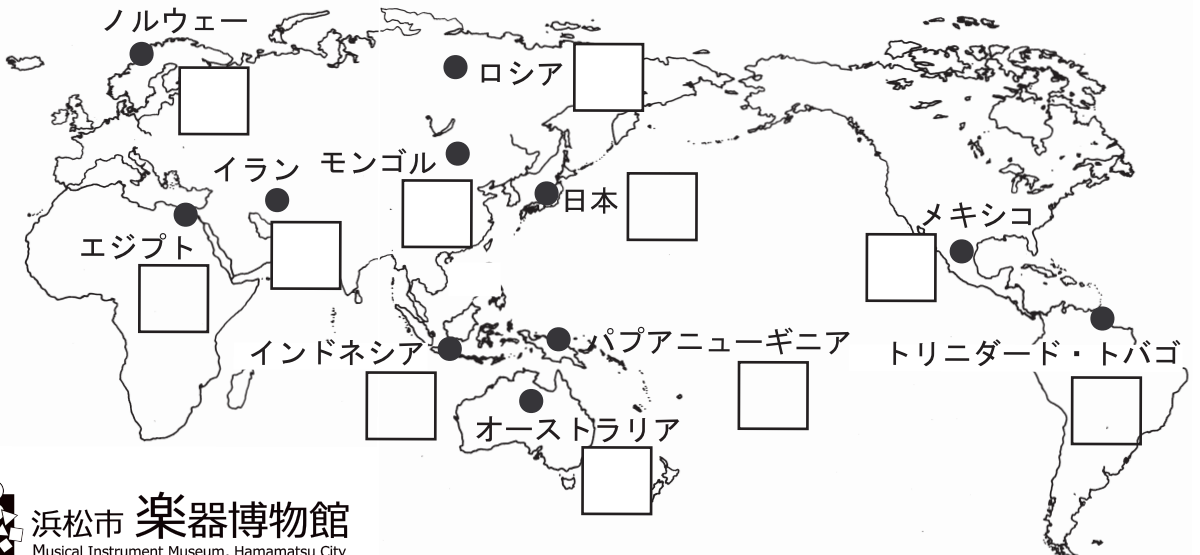 ノルウェー
ロシア
イラン
モンゴル
日本
エジプト
メキシコ
インドネシア
パプアニューギニア
トリニダード・トバゴ
オーストラリア
浜松市 楽器博物館
Musical Instrument Museum, Hamamatsu City